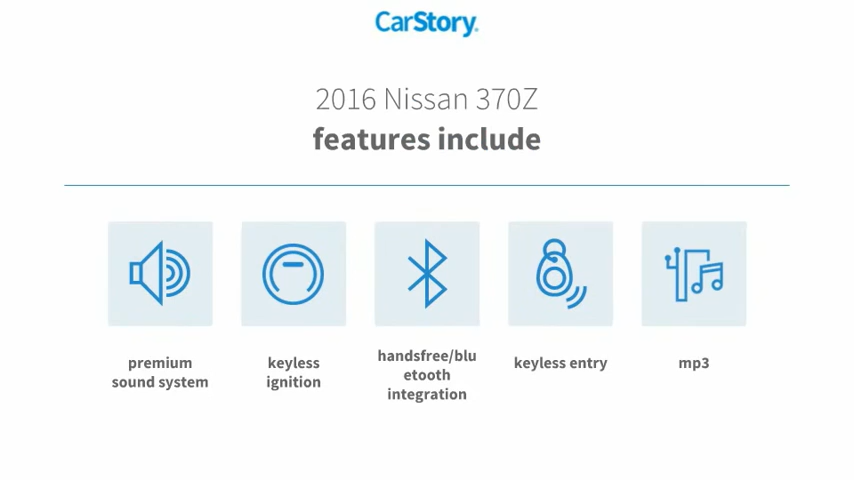 CarStory.
2016 Nissan 370Z
features include
premium
sound system
keyless
ignition
handsfree/blu
etooth
integration
keyless entry
mp3